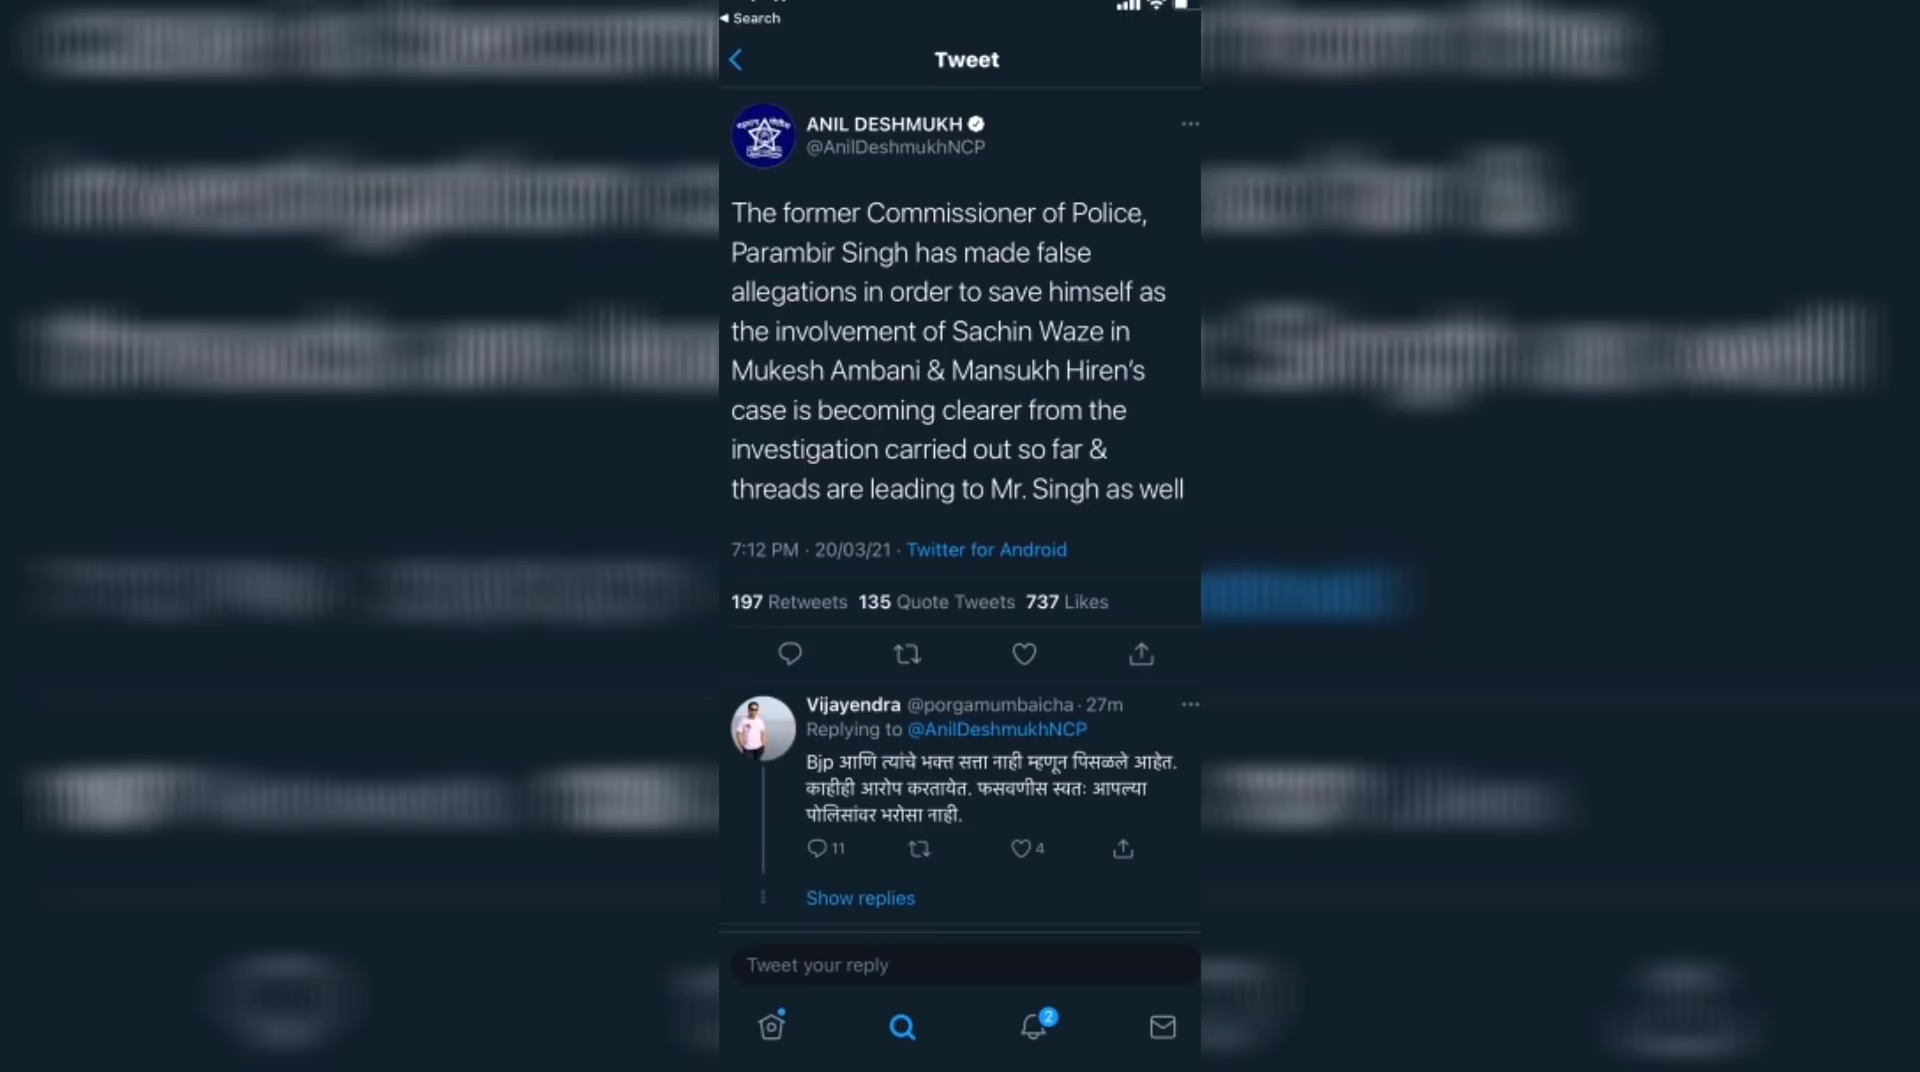 Search
Tweet
ANIL DESHMUKH
@AnilDeshmukhNCP
The former Commissioner of Police,
Parambir Singh has made false
allegations in order to save himself as
the involvement of Sachin Waze in
Mukesh Ambani & Mansukh Hiren’s
case is becoming clearer from the
investigation carried out so far &
threads are leading to Mr. Singh as well
7:12 PM · 20/03/21 · Twitter for Android
197 Retweets 135 Quote Tweets 737 Likes
Vijayendra @porgamumbaicha · 27m
Replying to @AnilDeshmukhNCP
Bjp आणि त्यांचे भक्त सत्ता नाही म्हणून पिसळले आहेत.
काहीही आरोप करतायेत. फसवणीस स्वतः आपल्या
पोलिसांवर भरोसा नाही.
11 4
Show replies
Tweet your reply
2